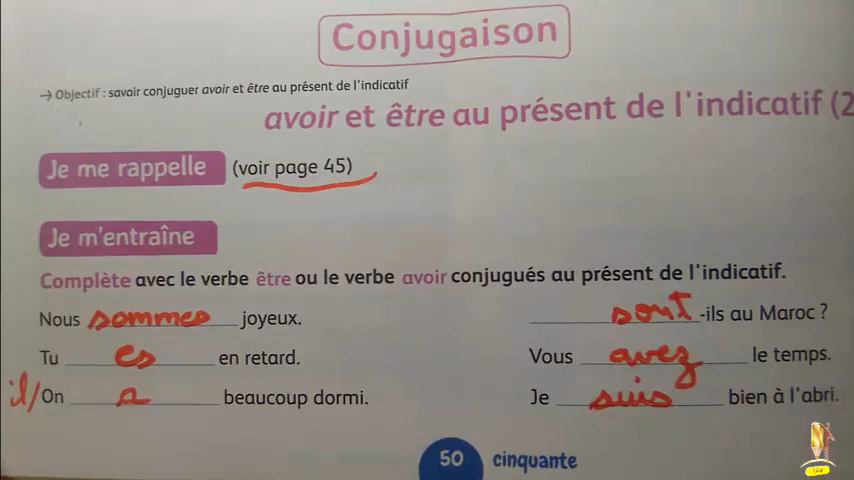 Conjugaison
→ Objectif : savoir conjuguer avoir et être au présent de l'indicatif
avoir et être au présent de l'indicatif (2
Je me rappelle (voir page 45)
Je m'entraîne
Complète avec le verbe être ou le verbe avoir conjugués au présent de l'indicatif.
Nous sommes joyeux.
Tu es en retard.
il/On a beaucoup dormi.
sont-ils au Maroc ?
Vous avez le temps.
Je suis bien à l'abri.
50 cinquante